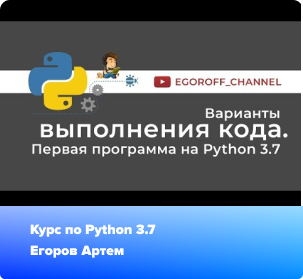 EGOROFF_CHANNEL
Варианты
выполнения кода.
Первая программа на Python 3.7
Курс по Python 3.7
Егоров Артем